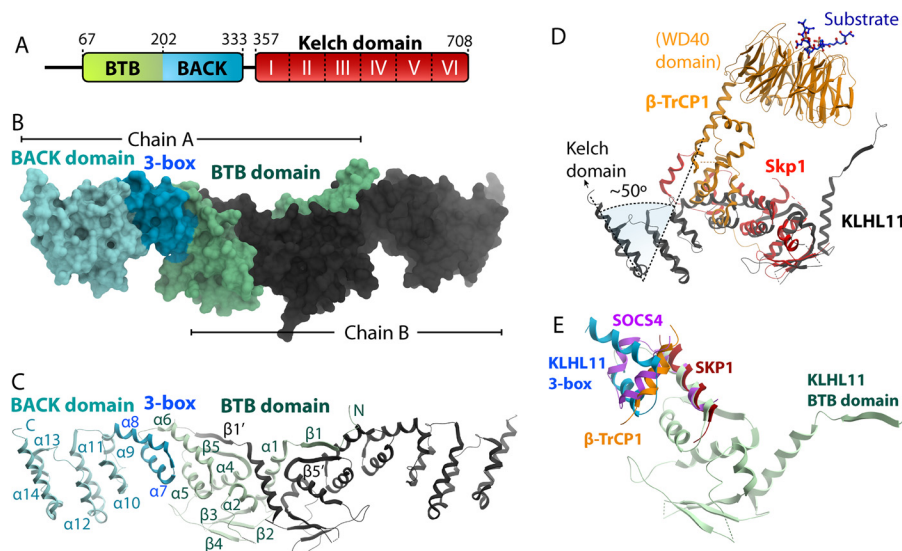 A
67
202
333
357
Kelch domain
708
BTB
BACK
I
II
III
IV
V
VI
B
Chain A
BACK domain
3-box
BTB domain
Chain B
C
BACK domain
3-box
BTB domain
C
α13
α14
α12
α11
α9
α10
α8
α7
α6
α5
β1'
β5
α4
α2
β3
β4
α1
β1
N
β5'
β2
D
Substrate
(WD40
domain)
β-TrCP1
Kelch
domain
~50º
Skp1
KLHL11
E
SOCS4
KLHL11
3-box
SKP1
β-TrCP1
KLHL11
BTB domain